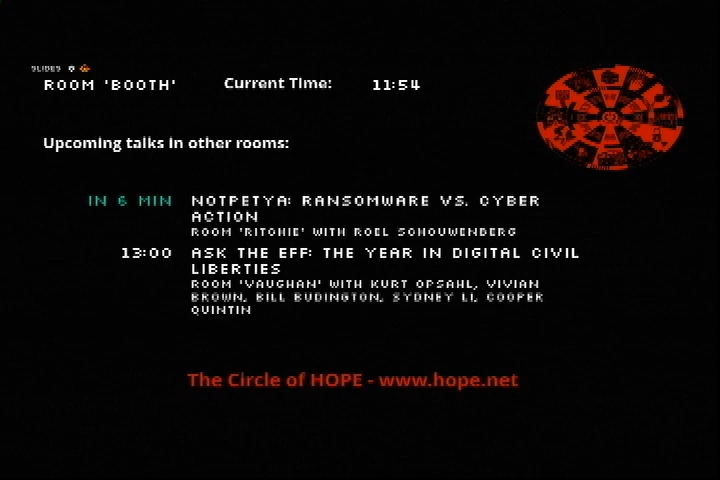 SLIDES
ROOM 'BOOTH' Current Time: 11:54
Upcoming talks in other rooms:
IN 6 MIN NOTPETYA: RANSOMWARE VS. CYBER
ACTION
ROOM 'RITCHIE' WITH ROEL SCHOUWENBERG
13:00 ASK THE EFF: THE YEAR IN DIGITAL CIVIL
LIBERTIES
ROOM 'VAUGHAN' WITH KURT OPSAHL, VIVIAN
BROWN, BILL BUDINGTON, SYDNEY LI, COOPER
QUINTIN
The Circle of HOPE - www.hope.net